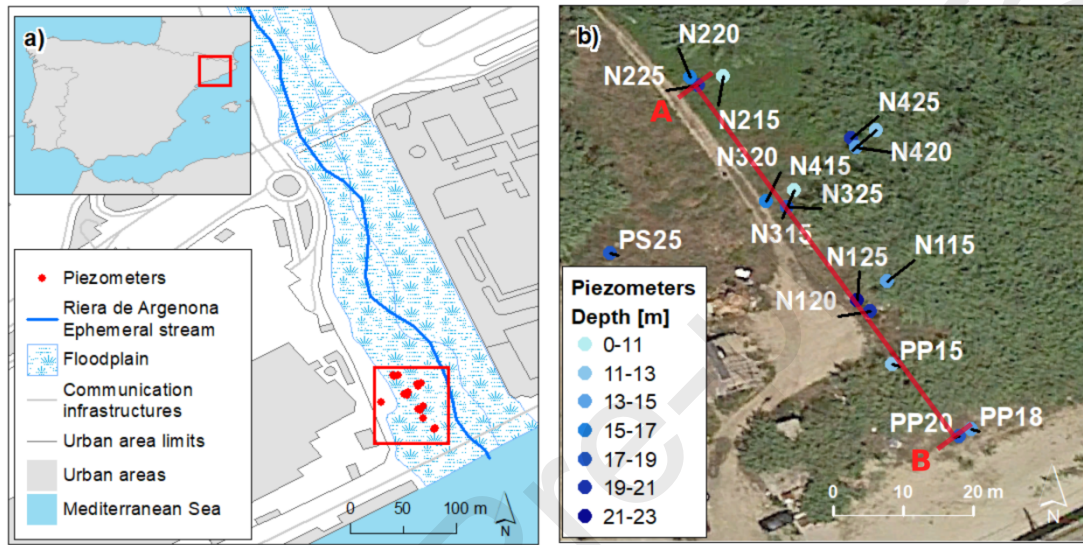 a)
Piezometers
Riera de Argenona
Ephemeral stream
Floodplain
Communication
infrastructures
Urban area limits
Urban areas
Mediterranean Sea
0 50 100 m
N
b)
N220
N225
A
N215
N425
N420
N320
N415
N325
N315
PS25
N125
N115
N120
PP15
PP20
PP18
B
Piezometers
Depth [m]
0-11
11-13
13-15
15-17
17-19
19-21
21-23
0 10 20 m
N